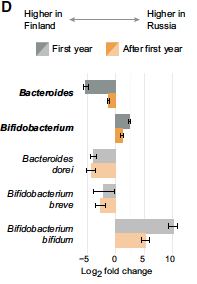 D
Higher in Finland
Higher in Russia
First year
After first year
Bacteroides
Bifidobacterium
Bacteroides
dorei
Bifidobacterium
breve
Bifidobacterium
bifidum
−5 0 5 10
Log2 fold change